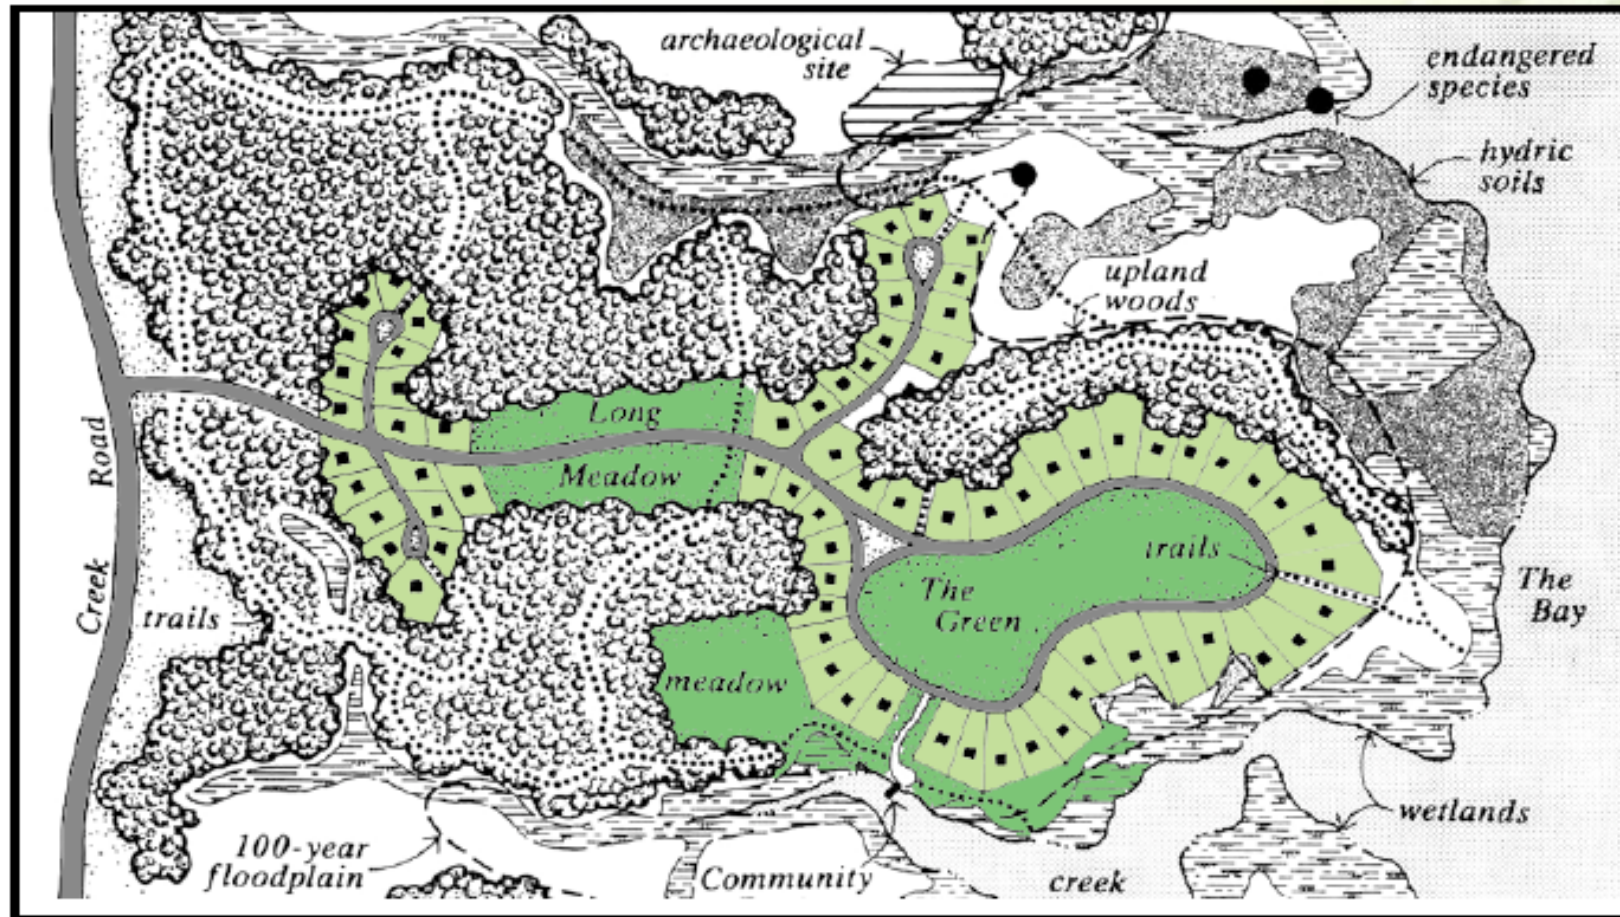 archaeological
site
endangered
species
hydric
soils
upland
woods
Long
Meadow
Creek Road
trails
The
Green
trails
The
Bay
meadow
wetlands
100-year
floodplain
Community
creek